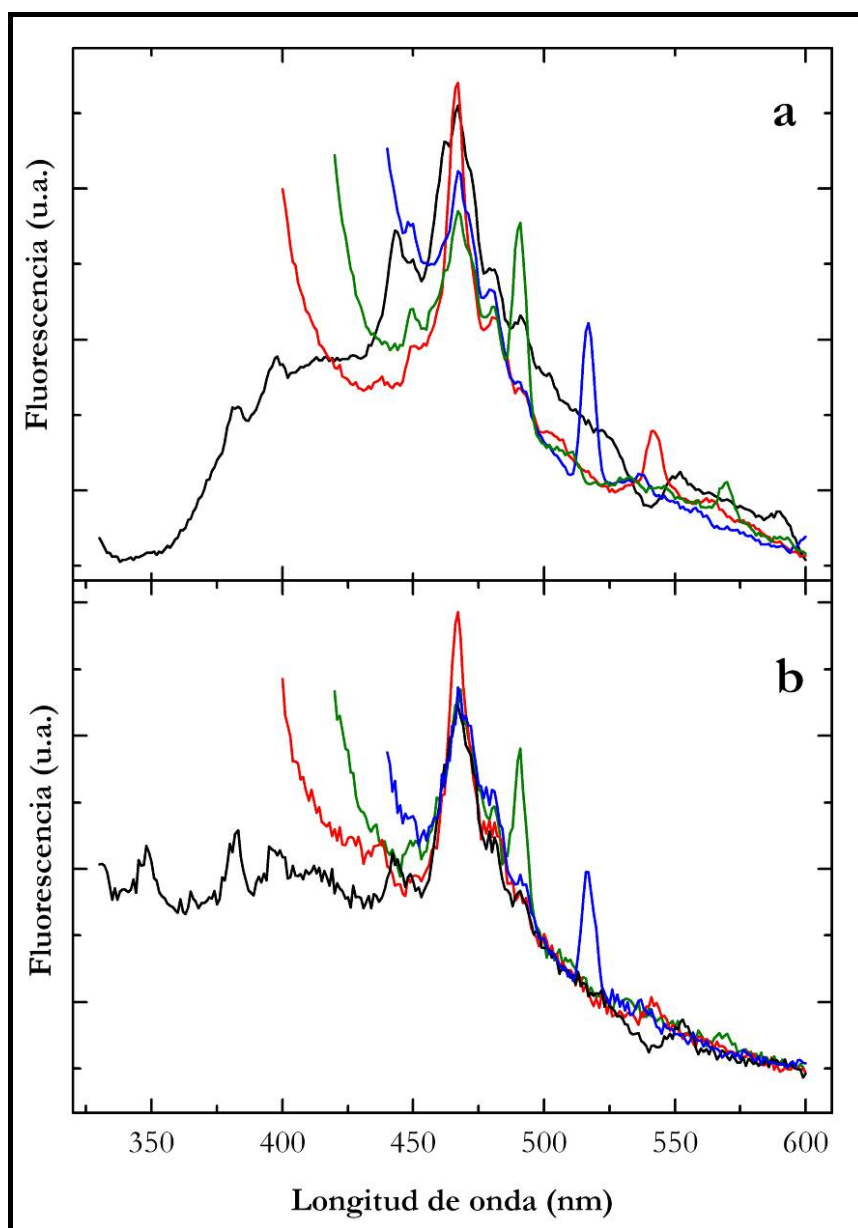 a
Fluorescencia (u.a.)
b
Fluorescencia (u.a.)
350 400 450 500 550 600
Longitud de onda (nm)